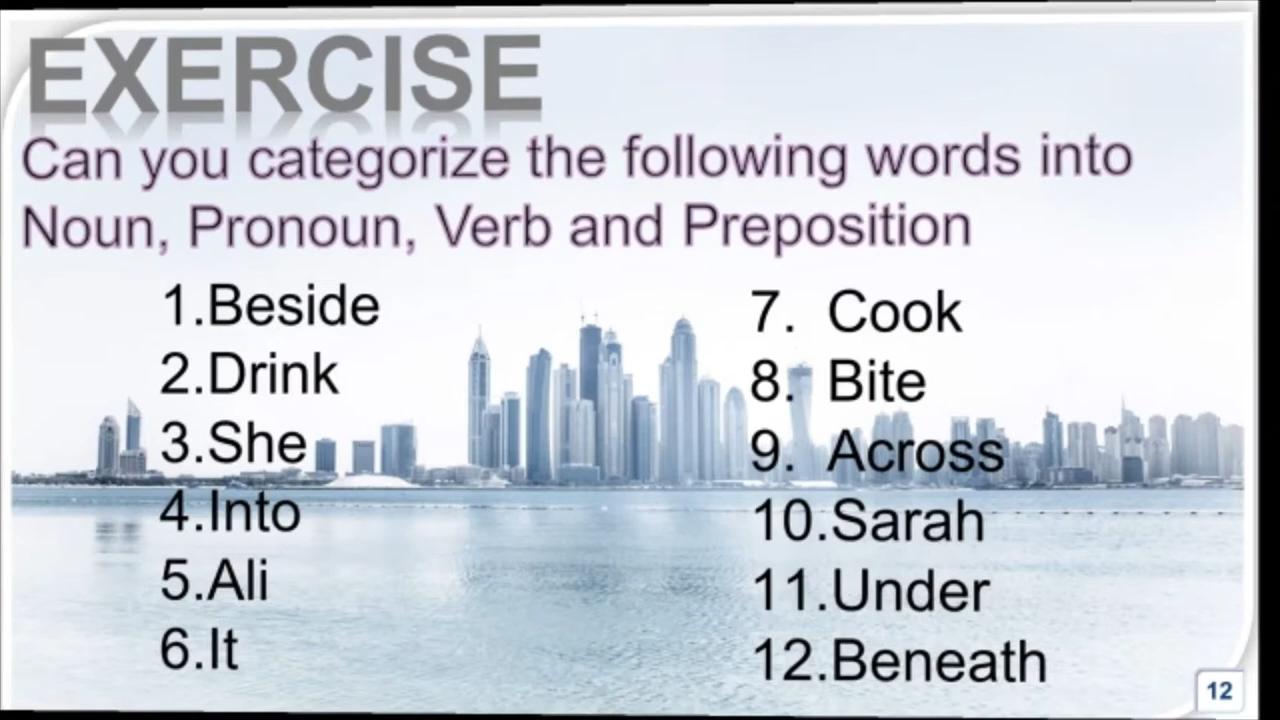 EXERCISE
Can you categorize the following words into
Noun, Pronoun, Verb and Preposition
1.Beside
2.Drink
3.She
4.Into
5.Ali
6.It
7. Cook
8. Bite
9. Across
10.Sarah
11.Under
12.Beneath
12